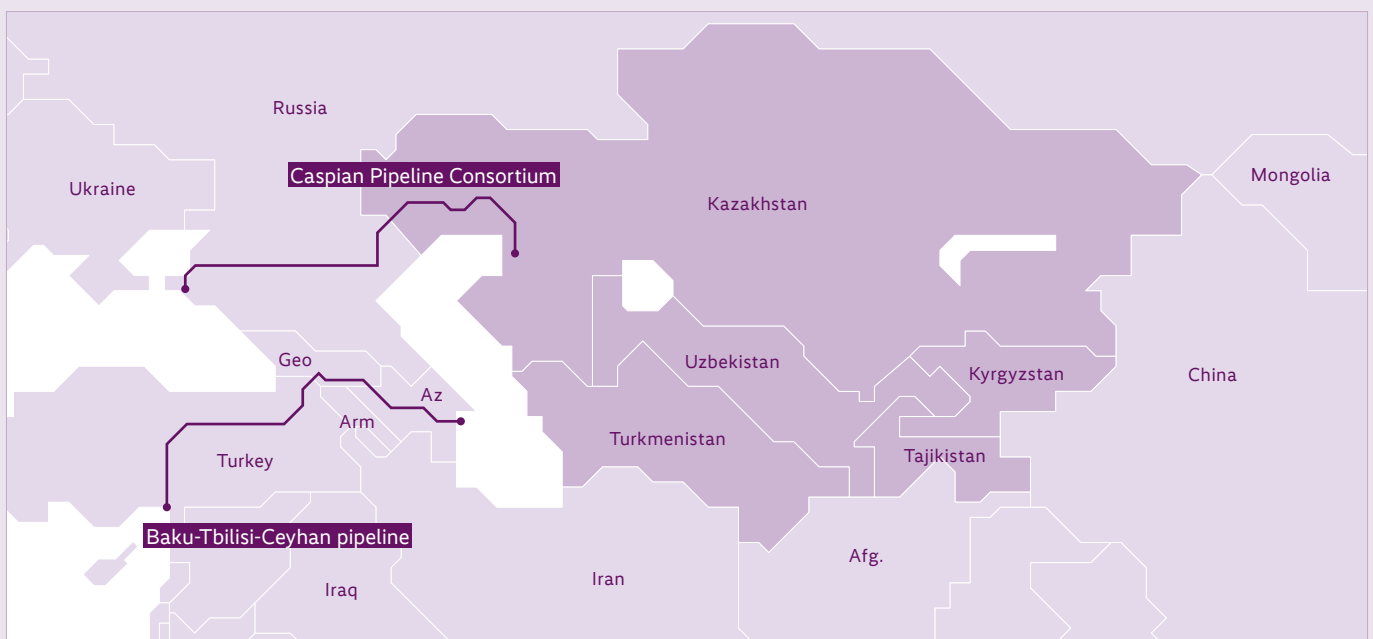 Russia
Caspian Pipeline Consortium
Ukraine
Mongolia
Kazakhstan
Geo
Uzbekistan
Kyrgyzstan
China
Az
Arm
Turkmenistan
Tajikistan
Turkey
Baku-Tbilisi-Ceyhan pipeline
Afg.
Iran
Iraq